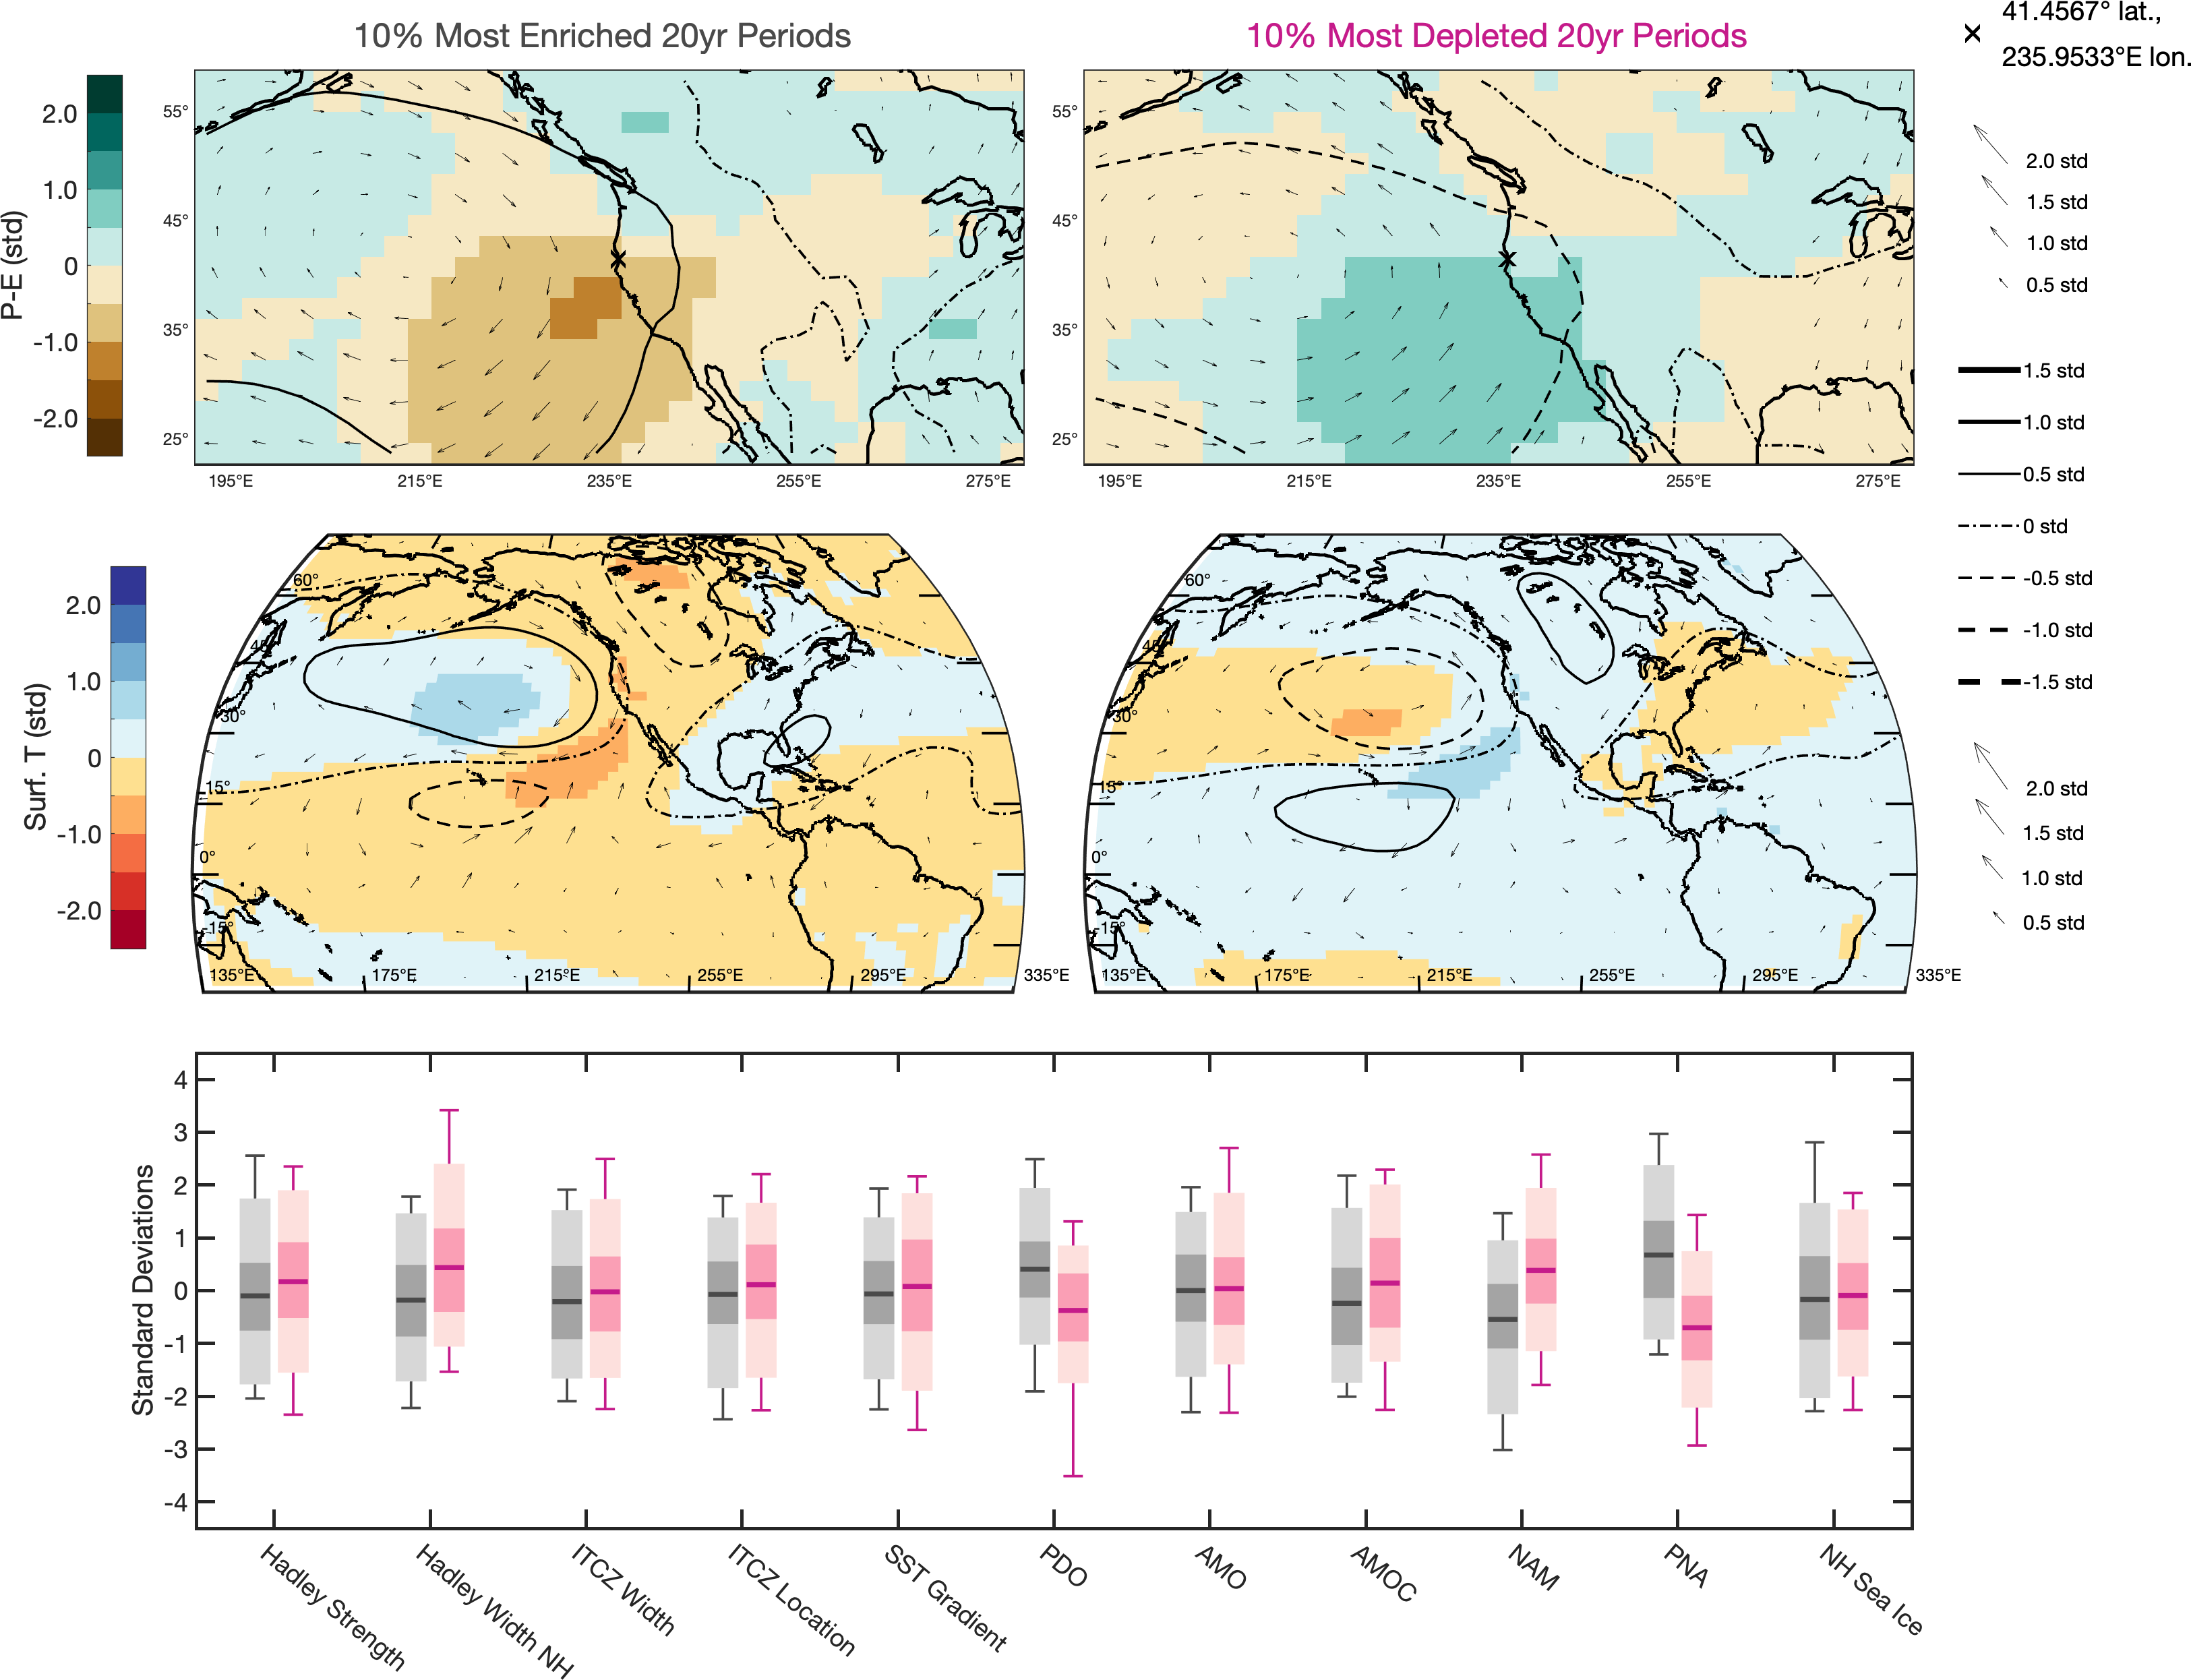 10% Most Enriched 20yr Periods
10% Most Depleted 20yr Periods
41.4567° lat.,
235.9533°E lon.
P-E (std)
2.0
1.0
0
-1.0
-2.0
55°
45°
35°
25°
195°E
215°E
235°E
255°E
275°E
55°
45°
35°
25°
195°E
215°E
235°E
255°E
275°E
2.0 std
1.5 std
1.0 std
0.5 std
1.5 std
1.0 std
0.5 std
0 std
-0.5 std
-1.0 std
-1.5 std
Surf. T (std)
2.0
1.0
0
-1.0
-2.0
60°
45°
30°
15°
0°
-15°
135°E
175°E
215°E
255°E
295°E
335°E
60°
45°
30°
15°
0°
-15°
135°E
175°E
215°E
255°E
295°E
335°E
2.0 std
1.5 std
1.0 std
0.5 std
Standard Deviations
4
3
2
1
0
-1
-2
-3
-4
Hadley Strength
Hadley Width NH
ITCZ Width
ITCZ Location
SST Gradient
PDO
AMO
AMOC
NAM
PNA
NH Sea Ice